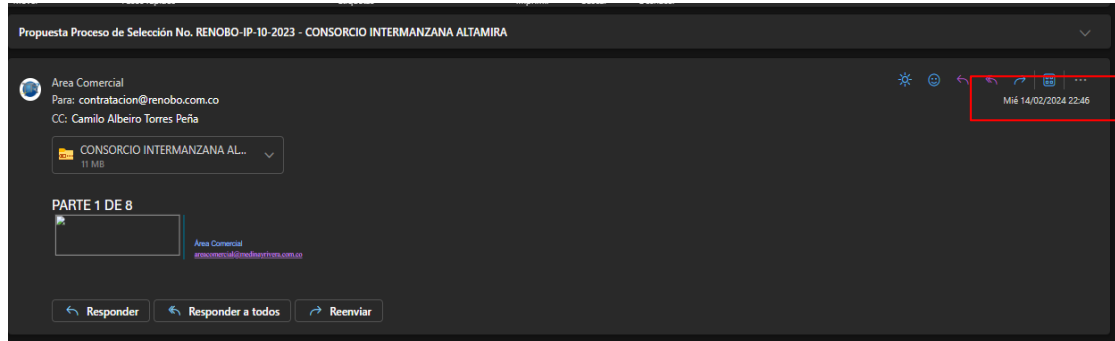 Propuesta Proceso de Selección No. RENOBO-IP-10-2023 - CONSORCIO INTERMANZANA ALTAMIRA
Area Comercial
Para: contratacion@renobo.com.co
CC: Camilo Albeiro Torres Peña
Mié 14/02/2024 22:46
CONSORCIO INTERMANZANA AL...
11 MB
PARTE 1 DE 8
Área Comercial
areacomercial@medinayrivera.com.co
Responder
Responder a todos
Reenviar